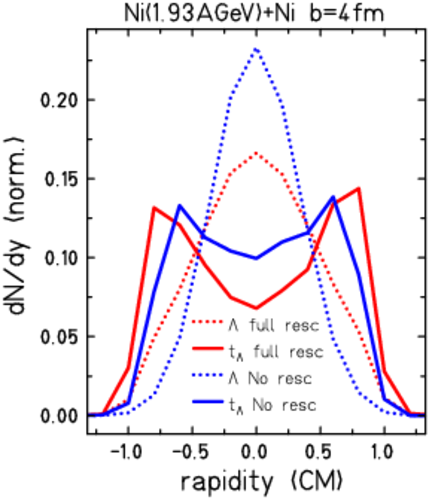 Ni(1.93AGeV)+Ni b=4fm
dN/dy (norm.)
0.20
0.15
0.10
0.05
0.00
Λ full resc
tΛ full resc
Λ No resc
tΛ No resc
-1.0 -0.5 0.0 0.5 1.0
rapidity (CM)